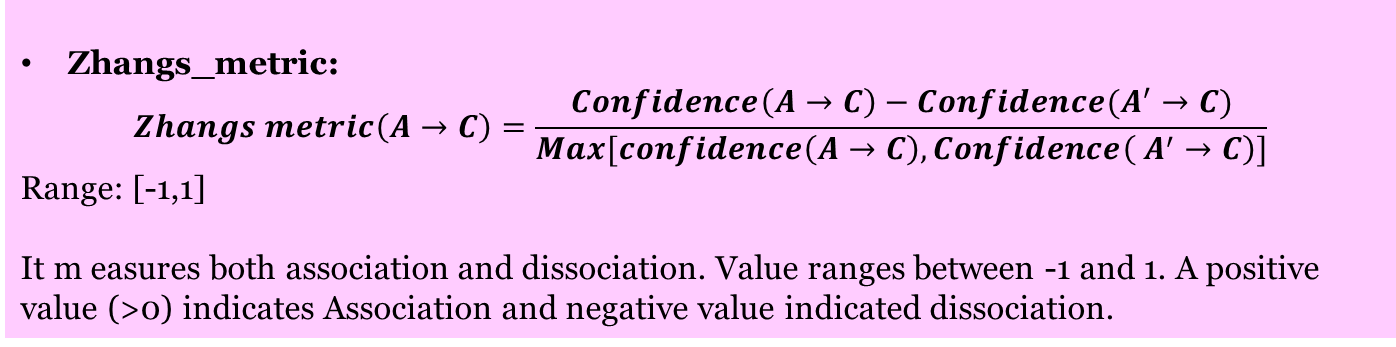 • Zhangs_metric:
Zhangs metric(A → C) = Confidence(A → C) − Confidence(A′ → C) / Max[confidence(A → C), Confidence( A′ → C)]
Range: [-1,1]
It m easures both association and dissociation. Value ranges between -1 and 1. A positive
value (>0) indicates Association and negative value indicated dissociation.